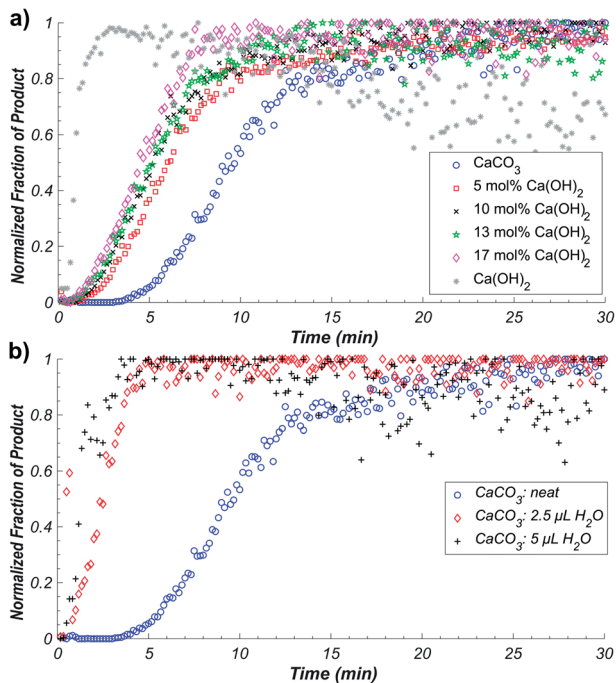 a)
Normalized Fraction of Product
1
0.8
0.6
0.4
0.2
0
CaCO3
5 mol% Ca(OH)2
10 mol% Ca(OH)2
13 mol% Ca(OH)2
17 mol% Ca(OH)2
Ca(OH)2
0 5 10 15 20 25 30
Time (min)
b)
Normalized Fraction of Product
1
0.8
0.6
0.4
0.2
0
CaCO3: neat
CaCO3: 2.5 µL H2O
CaCO3: 5 µL H2O
0 5 10 15 20 25 30
Time (min)